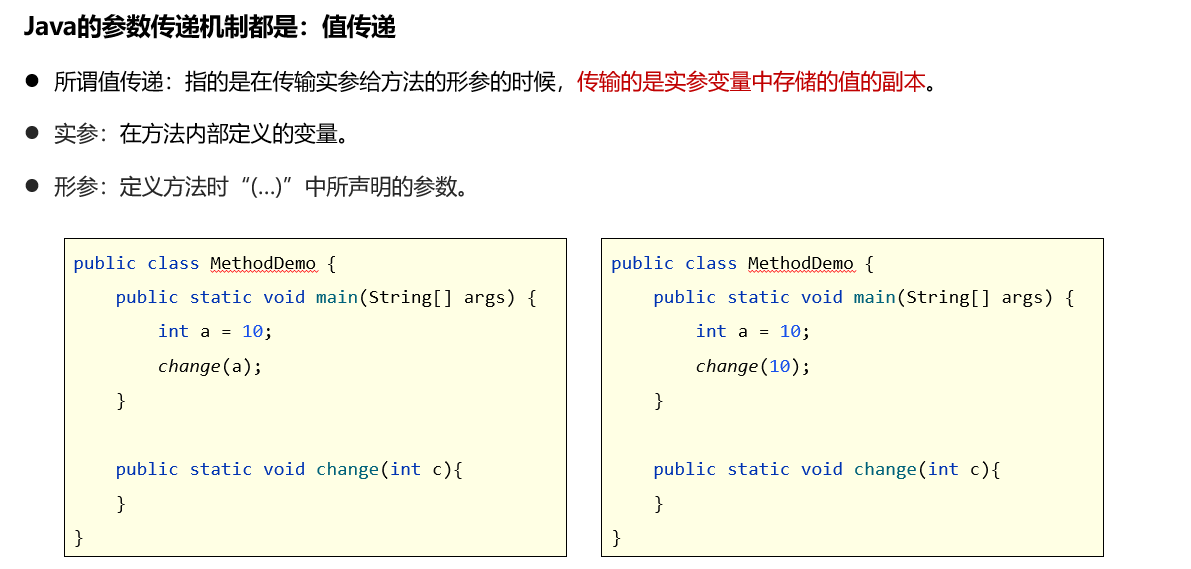 Java的参数传递机制都是：值传递
所谓值传递：指的是在传输实参给方法的形参的时候，传输的是实参变量中存储的值的副本。
实参：在方法内部定义的变量。
形参：定义方法时“(…)”中所声明的参数。
public class MethodDemo {
    public static void main(String[] args) {
        int a = 10;
        change(a);
    }
    public static void change(int c){
    }
}
public class MethodDemo {
    public static void main(String[] args) {
        int a = 10;
        change(10);
    }
    public static void change(int c){
    }
}